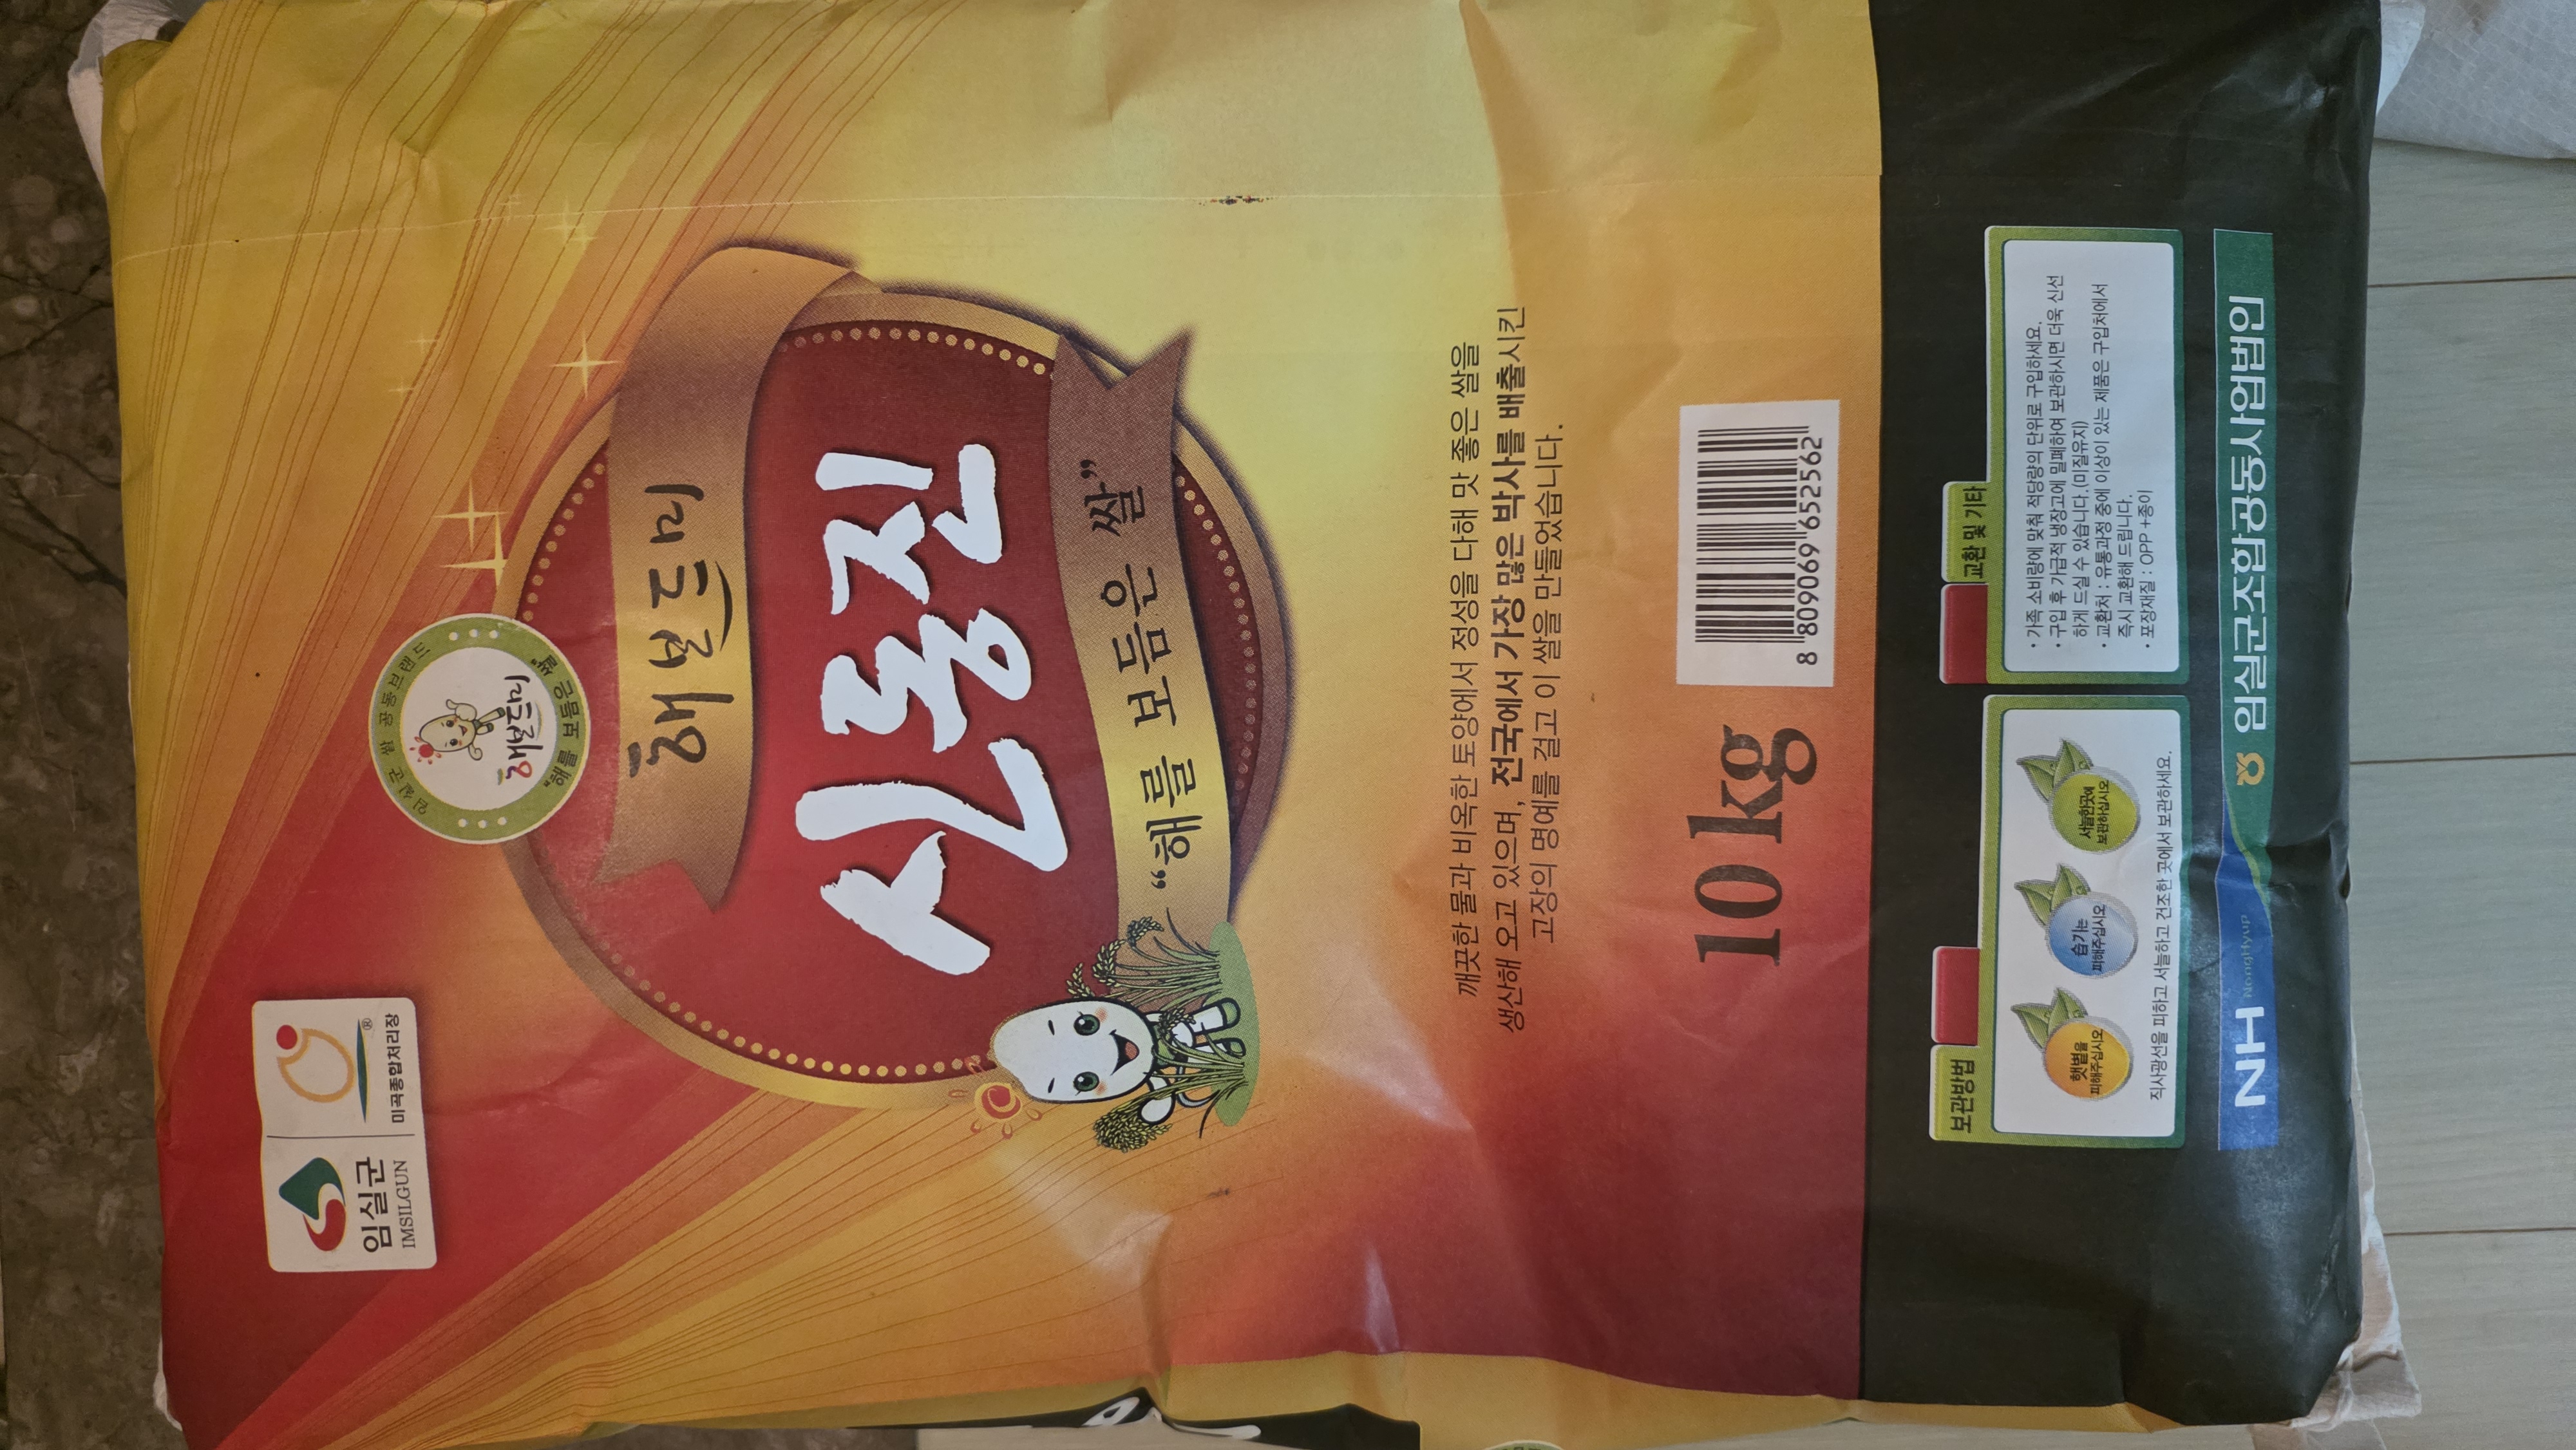 임실군
IMSILGUN
®
미곡종합처리장
임실군 쌀 공동브랜드
해보드미
"해를 보듬은 쌀"
해보드미
신동진
"해를 보듬은 쌀"
깨끗한 물과 비옥한 토양에서 정성을 다해 맛 좋은 쌀을
생산해 오고 있으며, 전국에서 가장 많은 박사를 배출시킨
고장의 명예를 걸고 이 쌀을 만들었습니다.
10 kg
8 809069 652562
보관방법
햇볕을
피해주십시오
습기는
피해주십시오
서늘한곳에
보관하십시오
직사광선을 피하고 서늘하고 건조한 곳에서 보관하세요.
교환 및 기타
· 가족 소비량에 맞춰 적당량의 단위로 구입하세요.
· 구입 후 가급적 냉장고에 밀폐하여 보관하시면 더욱 신선
하게 드실 수 있습니다.(미질유지)
· 교환처 : 유통과정 중에 이상이 있는 제품은 구입처에서
즉시 교환해 드립니다.
· 포장재질 : OPP +종이
NH NongHyup 임실군조합공동사업법인